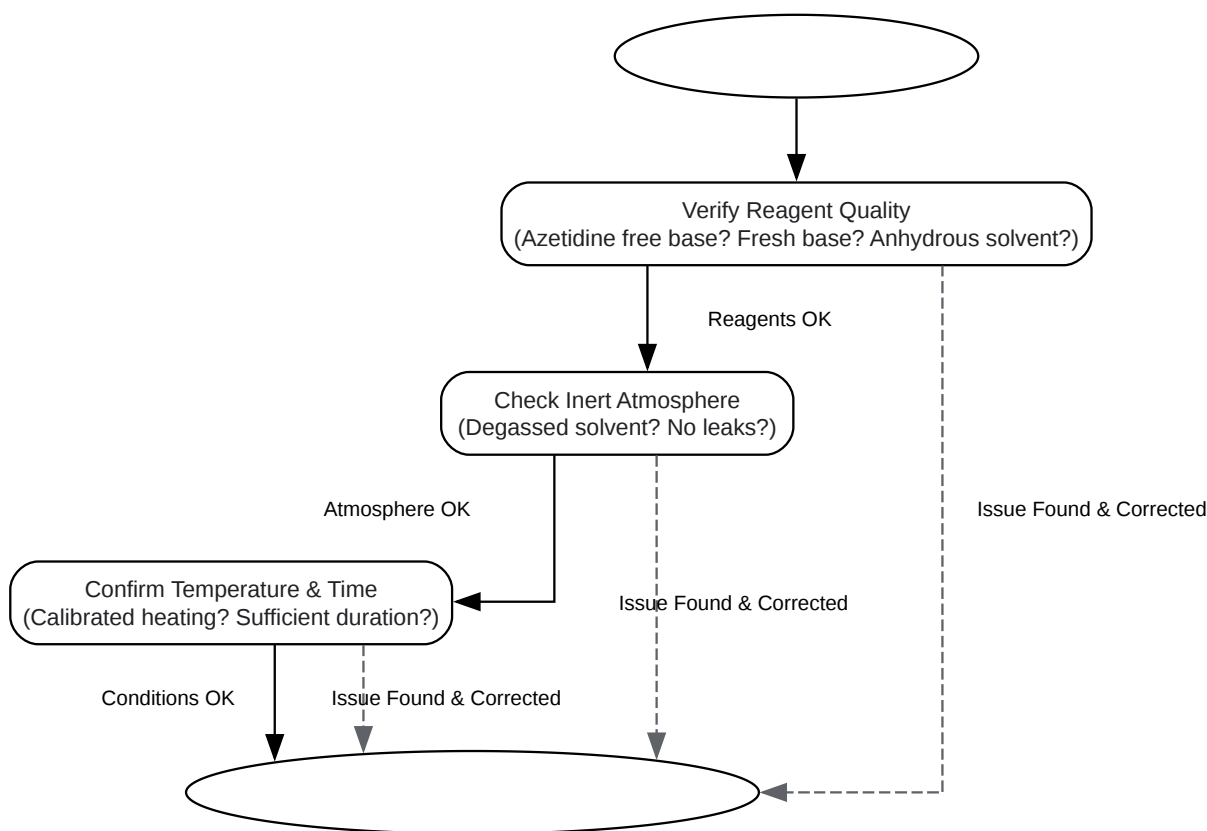 Verify Reagent Quality
(Azetidine free base? Fresh base? Anhydrous solvent?)
Reagents OK
Check Inert Atmosphere
(Degassed solvent? No leaks?)
Atmosphere OK
Issue Found & Corrected
Confirm Temperature & Time
(Calibrated heating? Sufficient duration?)
Issue Found & Corrected
Conditions OK
Issue Found & Corrected